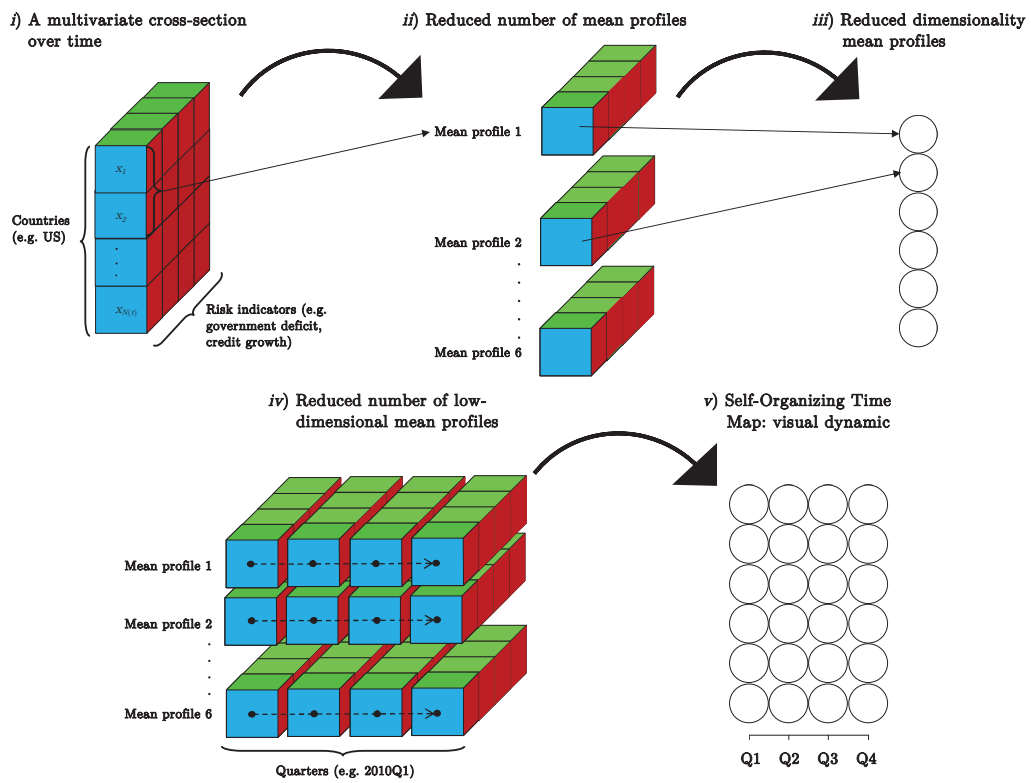 i) A multivariate cross-section
over time
ii) Reduced number of mean profiles
iii) Reduced dimensionality
mean profiles
x1
x2
xN(t)
Countries
(e.g. US)
Risk indicators (e.g.
government deficit,
credit growth)
Mean profile 1
Mean profile 2
Mean profile 6
iv) Reduced number of low-
dimensional mean profiles
Mean profile 1
Mean profile 2
Mean profile 6
Quarters (e.g. 2010Q1)
v) Self-Organizing Time
Map: visual dynamic
Q1 Q2 Q3 Q4